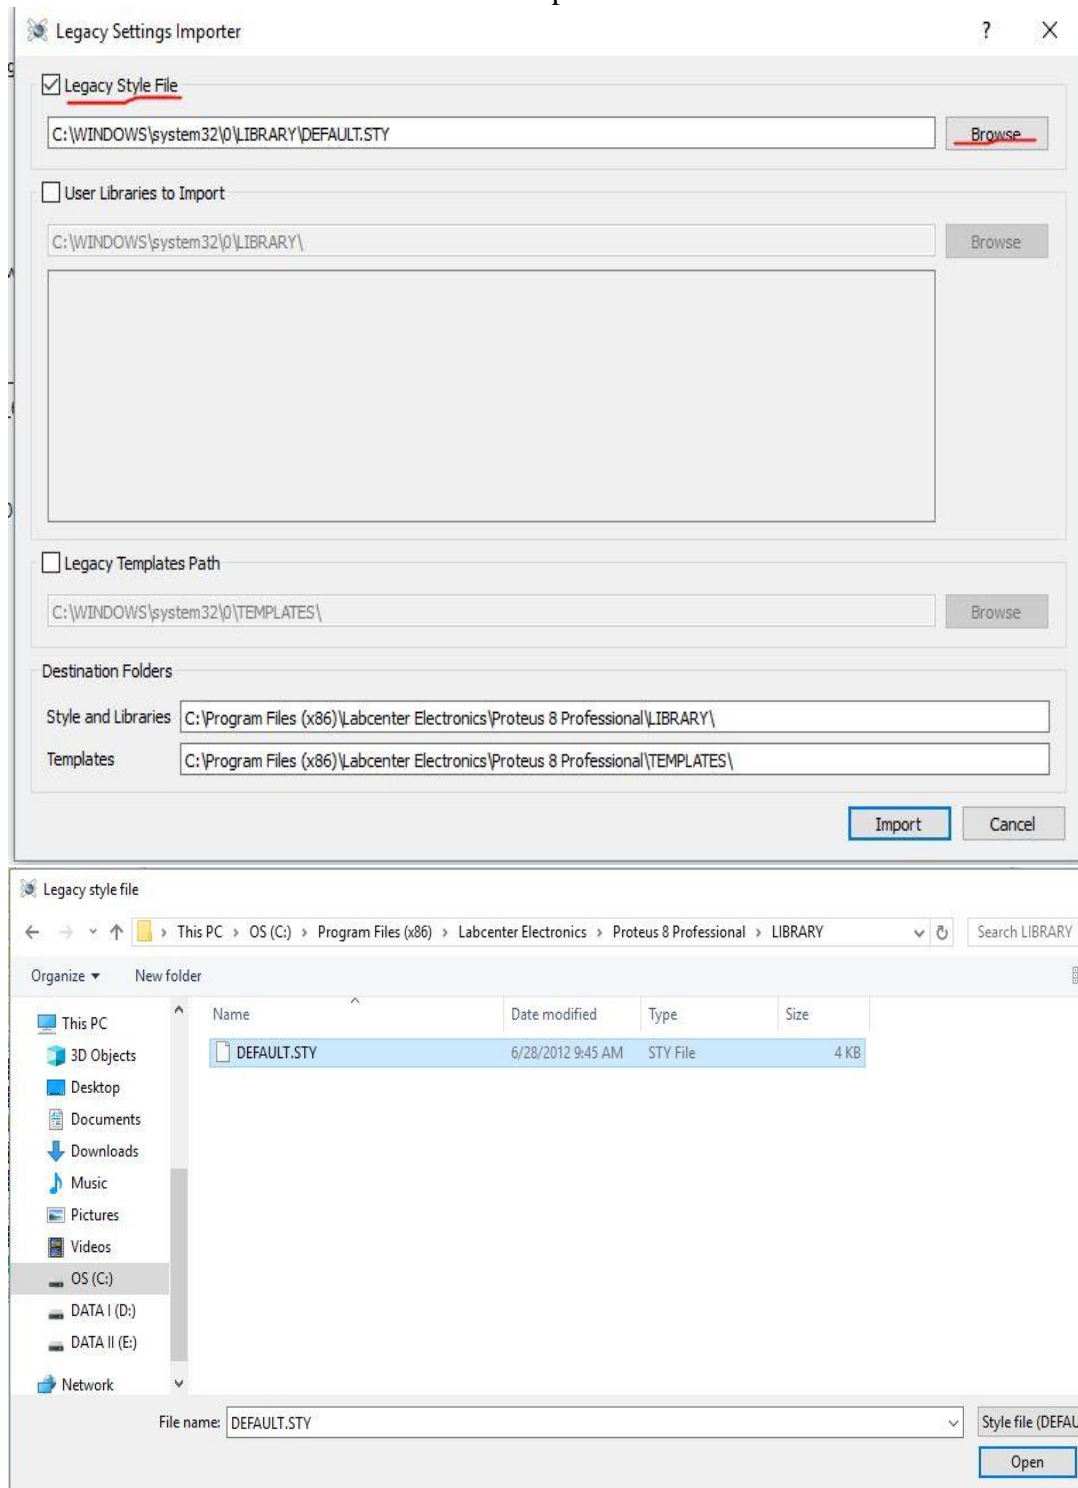 Legacy Settings Importer ? X
Legacy Style File
C:\WINDOWS\system32\0\LIBRARY\DEFAULT.STY Browse
User Libraries to Import
C:\WINDOWS\system32\0\LIBRARY\ Browse
Legacy Templates Path
C:\WINDOWS\system32\0\TEMPLATES\ Browse
Destination Folders
Style and Libraries C:\Program Files (x86)\Labcenter Electronics\Proteus 8 Professional\LIBRARY\
Templates C:\Program Files (x86)\Labcenter Electronics\Proteus 8 Professional\TEMPLATES\
Import Cancel
Legacy style file
This PC > OS (C:) > Program Files (x86) > Labcenter Electronics > Proteus 8 Professional > LIBRARY Search LIBRARY
Organize New folder
Name Date modified Type Size
DEFAULT.STY 6/28/2012 9:45 AM STY File 4 KB
This PC
3D Objects
Desktop
Documents
Downloads
Music
Pictures
Videos
OS (C:)
DATA I (D:)
DATA II (E:)
Network
File name: DEFAULT.STY Style file (DEFAU
Open